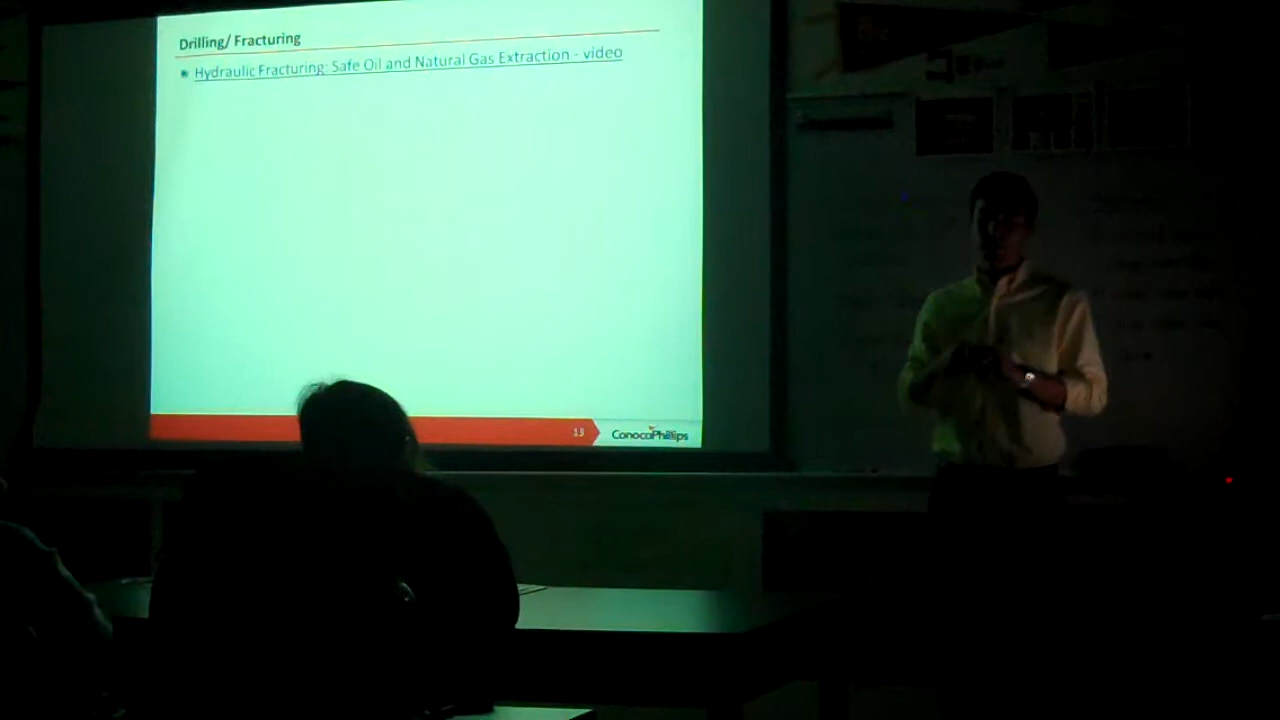 Drilling/ Fracturing
Hydraulic Fracturing: Safe Oil and Natural Gas Extraction - video
13
ConocoPhillips